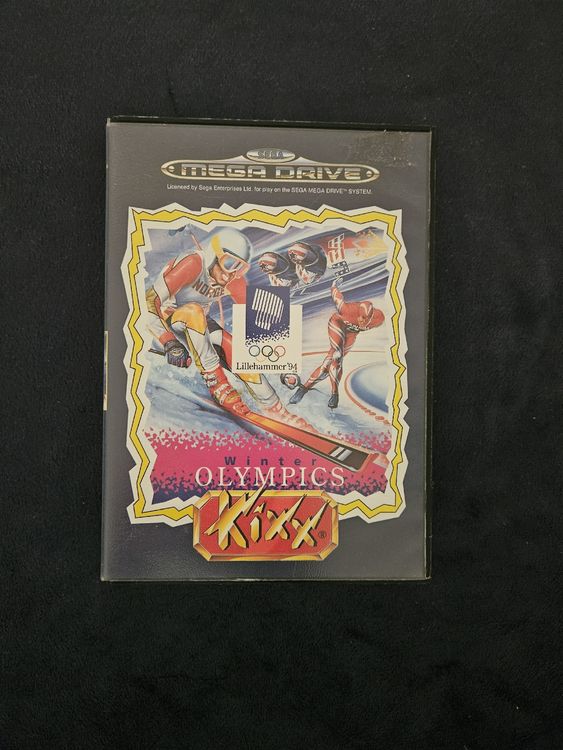 SEGA
MEGA DRIVE
Licensed by Sega Enterprises Ltd. for play on the SEGA MEGA DRIVE™ SYSTEM.
NORGE
Lillehammer '94
Winter
OLYMPICS
Kixx®